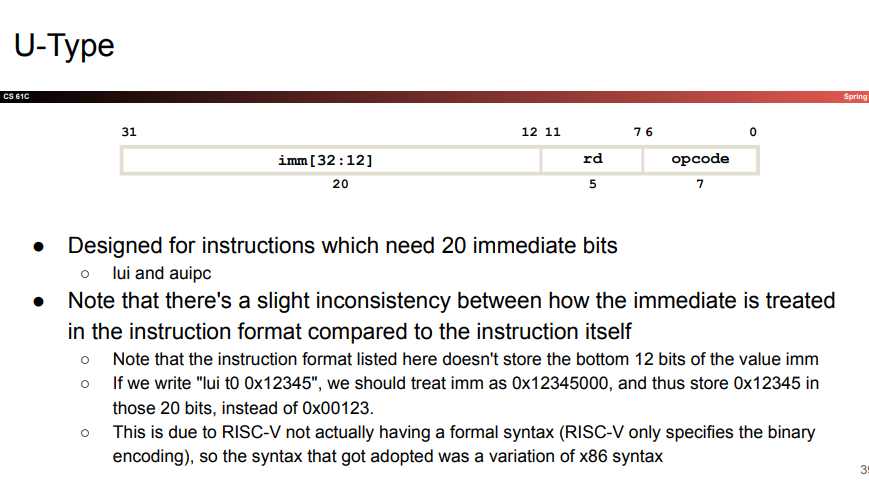 U-Type
CS 61C Spring
31 12 11 7 6 0
imm[32:12] rd opcode
20 5 7
● Designed for instructions which need 20 immediate bits
○ lui and auipc
● Note that there's a slight inconsistency between how the immediate is treated
in the instruction format compared to the instruction itself
○ Note that the instruction format listed here doesn't store the bottom 12 bits of the value imm
○ If we write "lui t0 0x12345", we should treat imm as 0x12345000, and thus store 0x12345 in
those 20 bits, instead of 0x00123.
○ This is due to RISC-V not actually having a formal syntax (RISC-V only specifies the binary
encoding), so the syntax that got adopted was a variation of x86 syntax